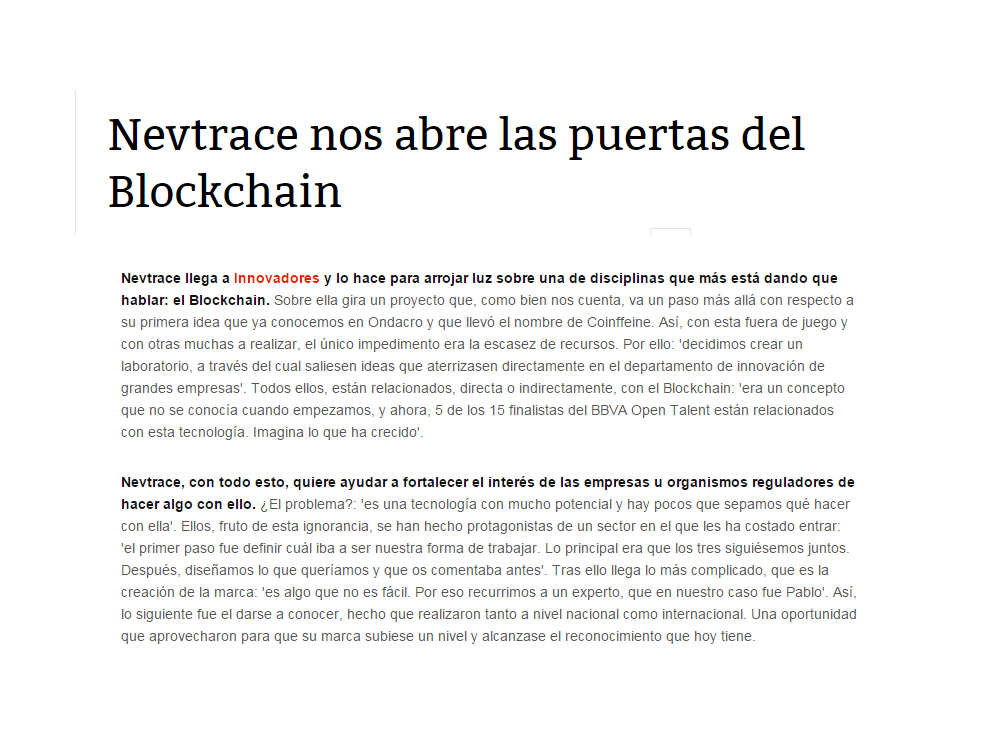 Nevtrace nos abre las puertas del
Blockchain
Nevtrace llega a Innovadores y lo hace para arrojar luz sobre una de disciplinas que más está dando que
hablar: el Blockchain. Sobre ella gira un proyecto que, como bien nos cuenta, va un paso más allá con respecto a
su primera idea que ya conocemos en Ondacro y que llevó el nombre de Coinffeine. Así, con esta fuera de juego y
con otras muchas a realizar, el único impedimento era la escasez de recursos. Por ello: 'decidimos crear un
laboratorio, a través del cual saliesen ideas que aterrizasen directamente en el departamento de innovación de
grandes empresas'. Todos ellos, están relacionados, directa o indirectamente, con el Blockchain: 'era un concepto
que no se conocía cuando empezamos, y ahora, 5 de los 15 finalistas del BBVA Open Talent están relacionados
con esta tecnología. Imagina lo que ha crecido'.
Nevtrace, con todo esto, quiere ayudar a fortalecer el interés de las empresas u organismos reguladores de
hacer algo con ello. ¿El problema?: 'es una tecnología con mucho potencial y hay pocos que sepamos qué hacer
con ella'. Ellos, fruto de esta ignorancia, se han hecho protagonistas de un sector en el que les ha costado entrar:
'el primer paso fue definir cuál iba a ser nuestra forma de trabajar. Lo principal era que los tres siguiésemos juntos.
Después, diseñamos lo que queríamos y que os comentaba antes'. Tras ello llega lo más complicado, que es la
creación de la marca: 'es algo que no es fácil. Por eso recurrimos a un experto, que en nuestro caso fue Pablo'. Así,
lo siguiente fue el darse a conocer, hecho que realizaron tanto a nivel nacional como internacional. Una oportunidad
que aprovecharon para que su marca subiese un nivel y alcanzase el reconocimiento que hoy tiene.